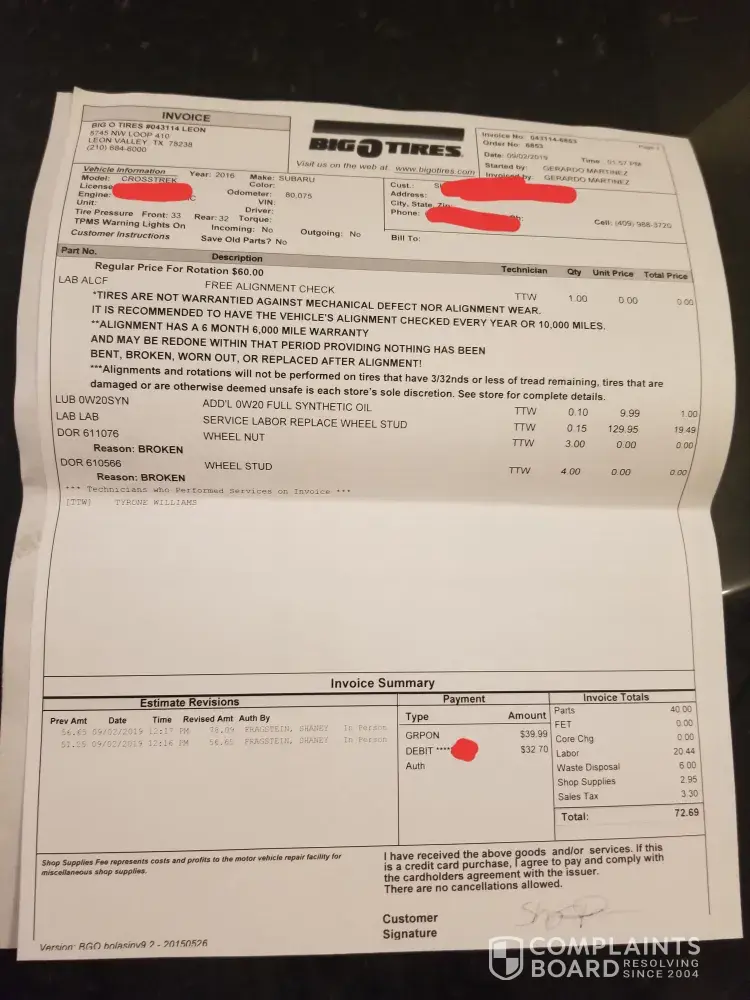 INVOICE
BIG O TIRES #043114 LEON
8745 NW LOOP 410
LEON VALLEY, TX 78238
(210) 684-6000
BIG O TIRES
Visit us on the web at: www.bigotires.com
Invoice No: 043114-6853
Page 1
Order No: 6853
Date: 09/02/2019 Time 01:57 PM
Started by: GERARDO MARTINEZ
Invoiced by: GERARDO MARTINEZ
Vehicle Information
Model: CROSSTREK Year: 2016 Make: SUBARU
License Color:
Engine: Odometer: 80,075
Unit: VIN:
Driver:
Tire Pressure Front: 33 Rear: 32 Torque:
TPMS Warning Lights On Incoming: No Outgoing: No
Customer Instructions Save Old Parts? No
Cust.
Address:
City, State, Zip:
Phone:
Cell: (409) 988-3720
Bill To:
Part No. Description Technician Qty Unit Price Total Price
Regular Price For Rotation $60.00
LAB ALCF FREE ALIGNMENT CHECK TTW 1.00 0.00 0.00
*TIRES ARE NOT WARRANTIED AGAINST MECHANICAL DEFECT NOR ALIGNMENT WEAR.
IT IS RECOMMENDED TO HAVE THE VEHICLE'S ALIGNMENT CHECKED EVERY YEAR OR 10,000 MILES.
**ALIGNMENT HAS A 6 MONTH 6,000 MILE WARRANTY
AND MAY BE REDONE WITHIN THAT PERIOD PROVIDING NOTHING HAS BEEN
BENT, BROKEN, WORN OUT, OR REPLACED AFTER ALIGNMENT!
***Alignments and rotations will not be performed on tires that have 3/32nds or less of tread remaining, tires that are
damaged or are otherwise deemed unsafe is each store's sole discretion. See store for complete details.
LUB 0W20SYN ADD'L 0W20 FULL SYNTHETIC OIL TTW 0.10 9.99 1.00
LAB LAB SERVICE LABOR REPLACE WHEEL STUD TTW 0.15 129.95 19.49
DOR 611076 WHEEL NUT TTW 3.00 0.00 0.00
Reason: BROKEN
DOR 610566 WHEEL STUD TTW 4.00 0.00 0.00
Reason: BROKEN
*** Technicians who Performed Services on Invoice ***
[TTW] TYRONE WILLIAMS
Invoice Summary
Estimate Revisions
Prev Amt Date Time Revised Amt Auth By
56.65 09/02/2019 12:17 PM 78.09 FRAGSTEIN, SHANEY In Person
09/02/2019 12:16 PM 56.65 FRAGSTEIN, SHANEY In Person
Payment
Type Amount
GRPON $39.99
DEBIT **** $32.70
Auth
Invoice Totals
Parts 40.00
FET 0.00
Core Chg 0.00
Labor 20.44
Waste Disposal 6.00
Shop Supplies 2.95
Sales Tax 3.30
Total: 72.69
Shop Supplies Fee represents costs and profits to the motor vehicle repair facility for
miscellaneous shop supplies.
I have received the above goods and/or services. If this
is a credit card purchase, I agree to pay and comply with
the cardholders agreement with the issuer.
There are no cancellations allowed.
Customer
Signature
Version: BGO bolasinv9.2 - 20150526
COMPLAINTS
BOARD RESOLVING
SINCE 2004